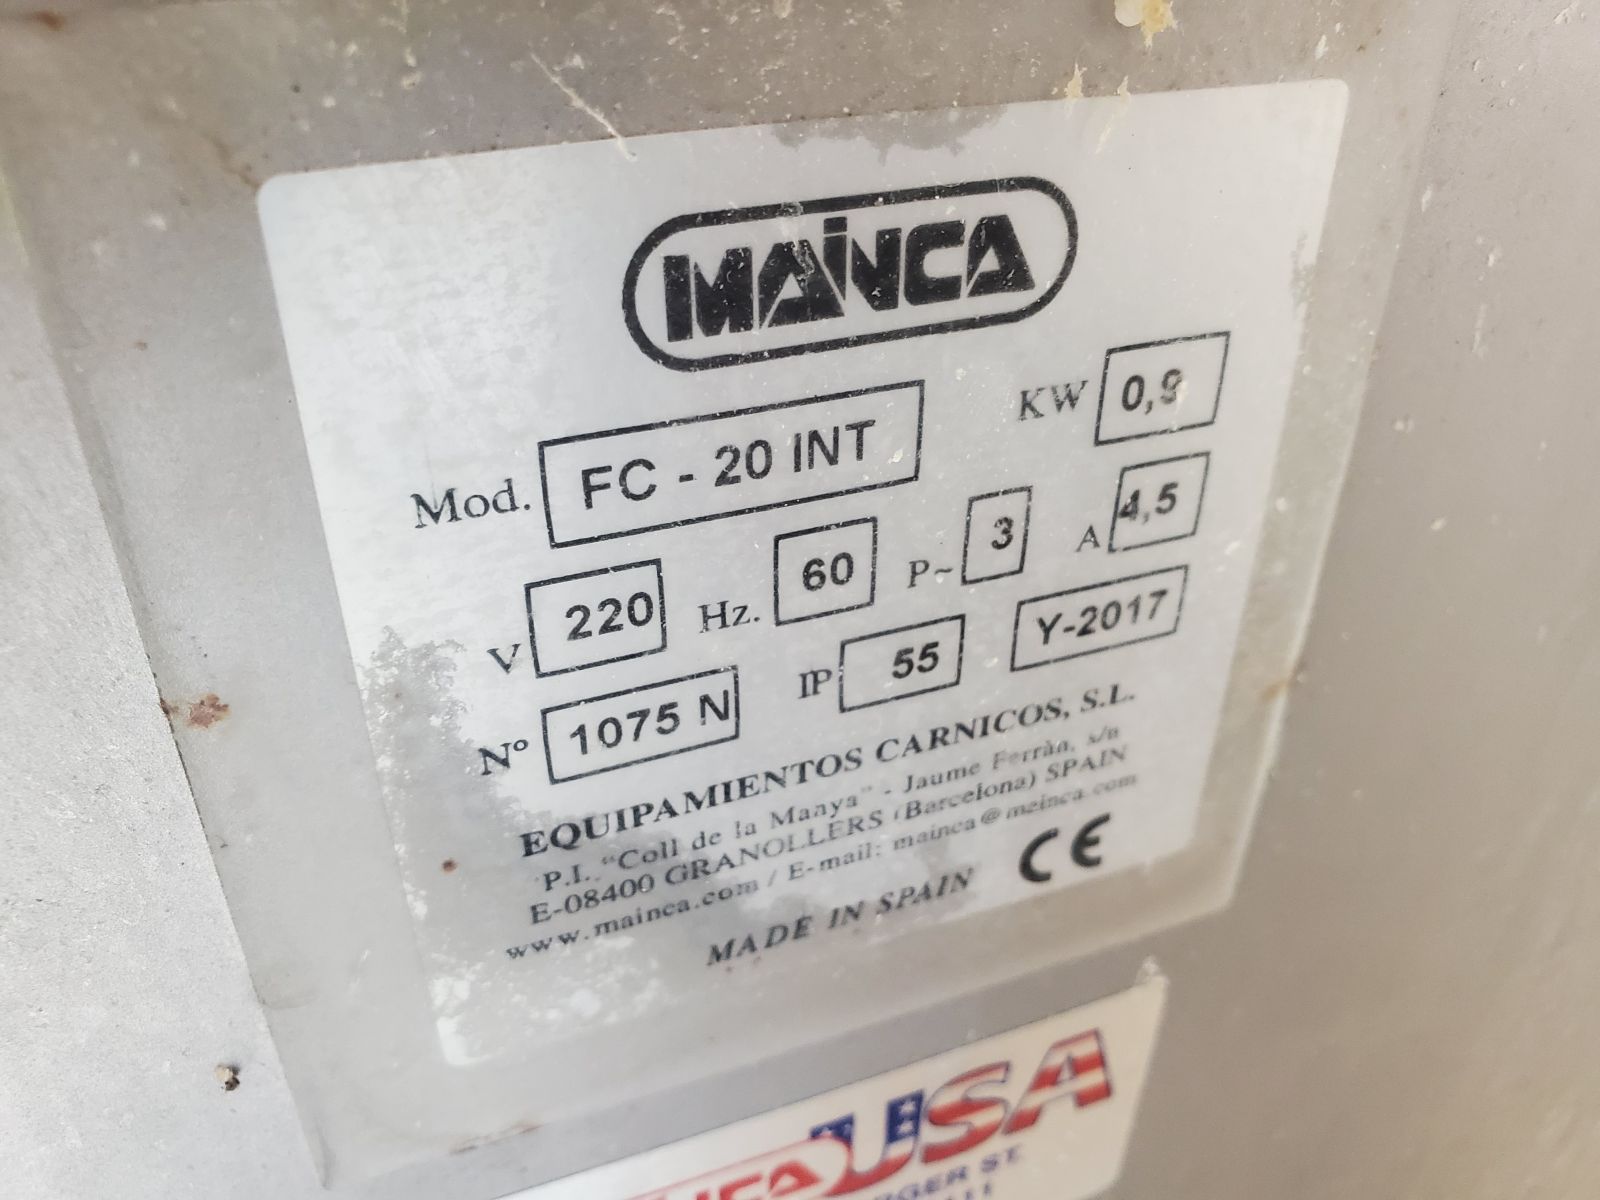 MAINCA
Mod. FC - 20 INT KW 0,9
V 220 Hz. 60 P~ 3 A 4,5
Nº 1075 N IP 55 Y-2017
EQUIPAMIENTOS CARNICOS, S.L.
P.I. "Coll de la Manya" - Jaume Ferràn, s/n
E-08400 GRANOLLERS (Barcelona) SPAIN
www.mainca.com / E-mail: mainca@mainca.com
MADE IN SPAIN CE
USA
ST.